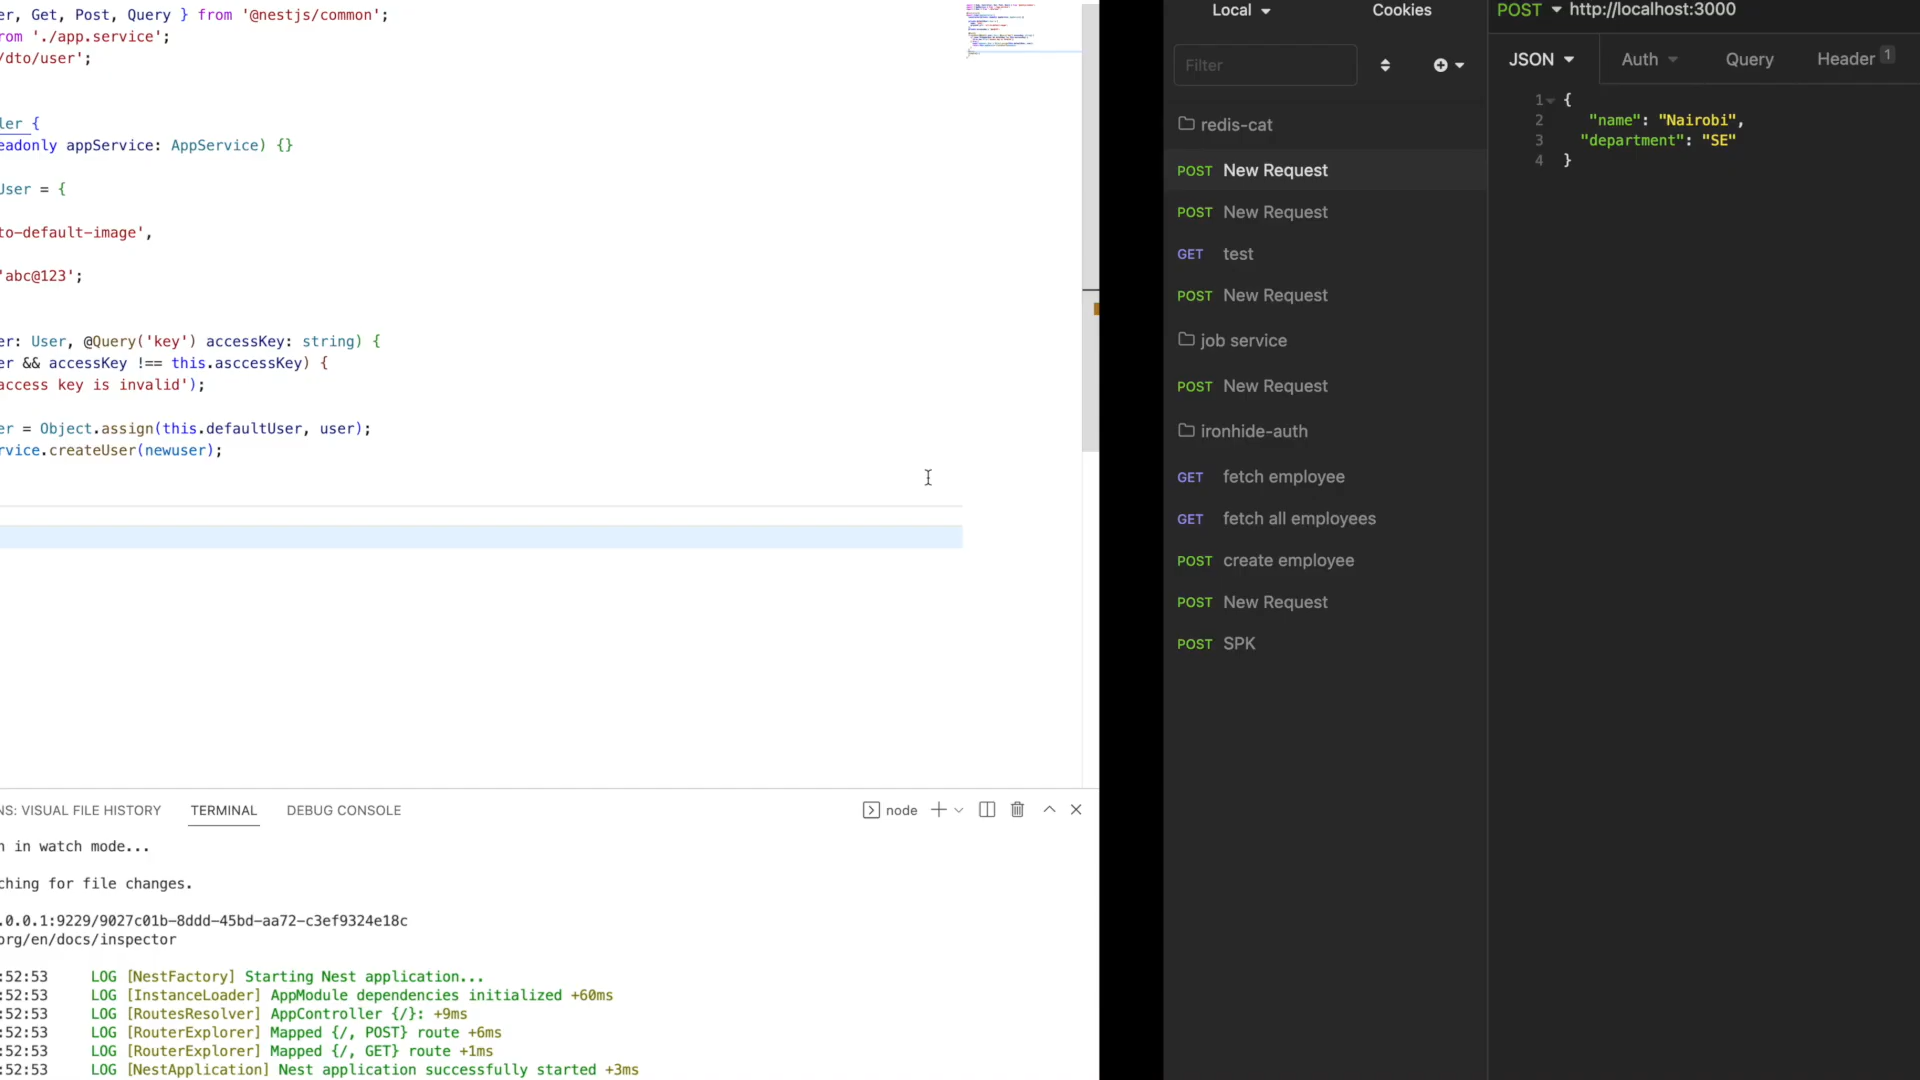 er, Get, Post, Query } from '@nestjs/common';
rom './app.service';
/dto/user';
ler {
eadonly appService: AppService) {}
User = {
to-default-image',
'abc@123';
er: User, @Query('key') accessKey: string) {
er && accessKey !== this.asccessKey) {
access key is invalid');
er = Object.assign(this.defaultUser, user);
rvice.createUser(newuser);
NS: VISUAL FILE HISTORY TERMINAL DEBUG CONSOLE node
n in watch mode...
ching for file changes.
.0.0.1:9229/9027c01b-8ddd-45bd-aa72-c3ef9324e18c
org/en/docs/inspector
:52:53 LOG [NestFactory] Starting Nest application...
:52:53 LOG [InstanceLoader] AppModule dependencies initialized +60ms
:52:53 LOG [RoutesResolver] AppController {/}: +9ms
:52:53 LOG [RouterExplorer] Mapped {/, POST} route +6ms
:52:53 LOG [RouterExplorer] Mapped {/, GET} route +1ms
:52:53 LOG [NestApplication] Nest application successfully started +3ms
Local Cookies
Filter
redis-cat
POST New Request
POST New Request
GET test
POST New Request
job service
POST New Request
ironhide-auth
GET fetch employee
GET fetch all employees
POST create employee
POST New Request
POST SPK
POST http://localhost:3000
JSON Auth Query Header 1
1 {
2 "name": "Nairobi",
3 "department": "SE"
4 }